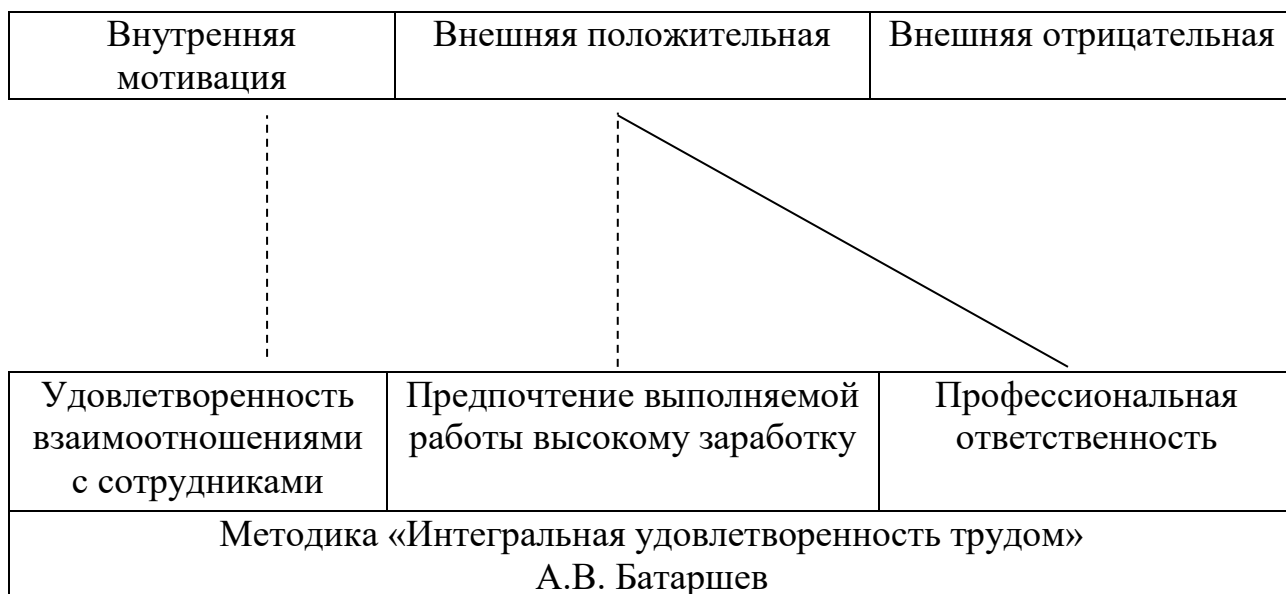 Внутренняя
мотивация
Внешняя положительная
Внешняя отрицательная
Удовлетворенность
взаимоотношениями
с сотрудниками
Предпочтение выполняемой
работы высокому заработку
Профессиональная
ответственность
Методика «Интегральная удовлетворенность трудом»
А.В. Батаршев